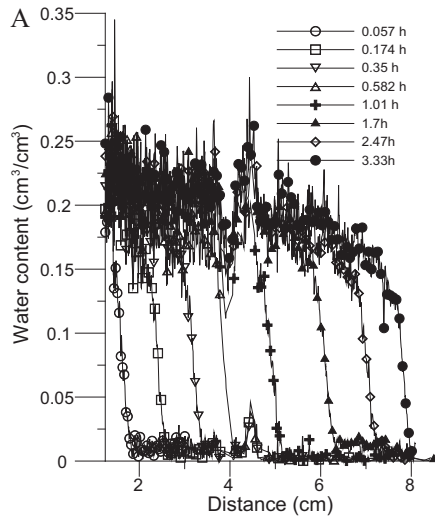 A
0.35
0.3
0.25
0.2
0.15
0.1
0.05
0
Water content (cm³/cm³)
2
4
6
8
Distance (cm)
0.057 h
0.174 h
0.35 h
0.582 h
1.01 h
1.7h
2.47h
3.33h